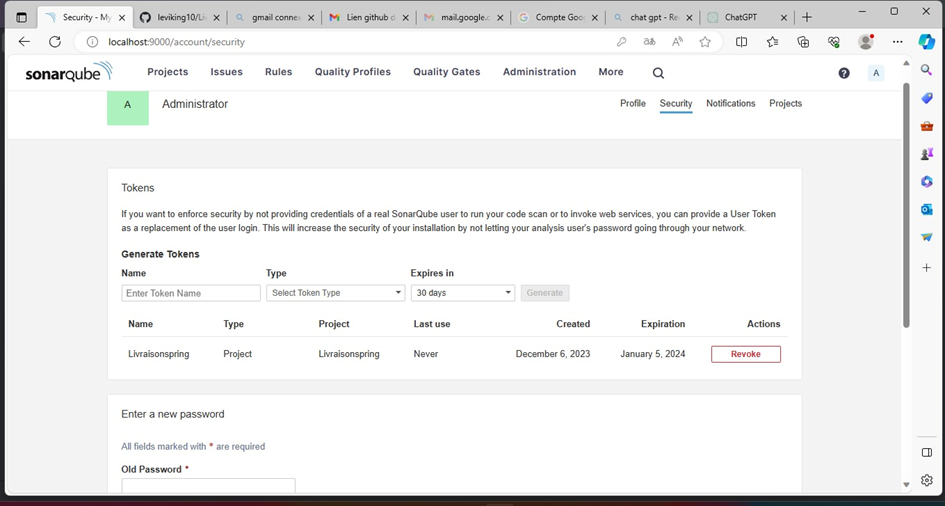 Security - My
leviking10/Li
gmail connex
Lien github d
mail.google.c
Compte Goo
chat gpt - Re
ChatGPT
localhost:9000/account/security
sonarqube
Projects Issues Rules Quality Profiles Quality Gates Administration More
? A
A Administrator
Profile Security Notifications Projects
Tokens
If you want to enforce security by not providing credentials of a real SonarQube user to run your code scan or to invoke web services, you can provide a User Token
as a replacement of the user login. This will increase the security of your installation by not letting your analysis user's password going through your network.
Generate Tokens
Name Type Expires in
Enter Token Name Select Token Type 30 days Generate
Name Type Project Last use Created Expiration Actions
Livraisonspring Project Livraisonspring Never December 6, 2023 January 5, 2024 Revoke
Enter a new password
All fields marked with * are required
Old Password *